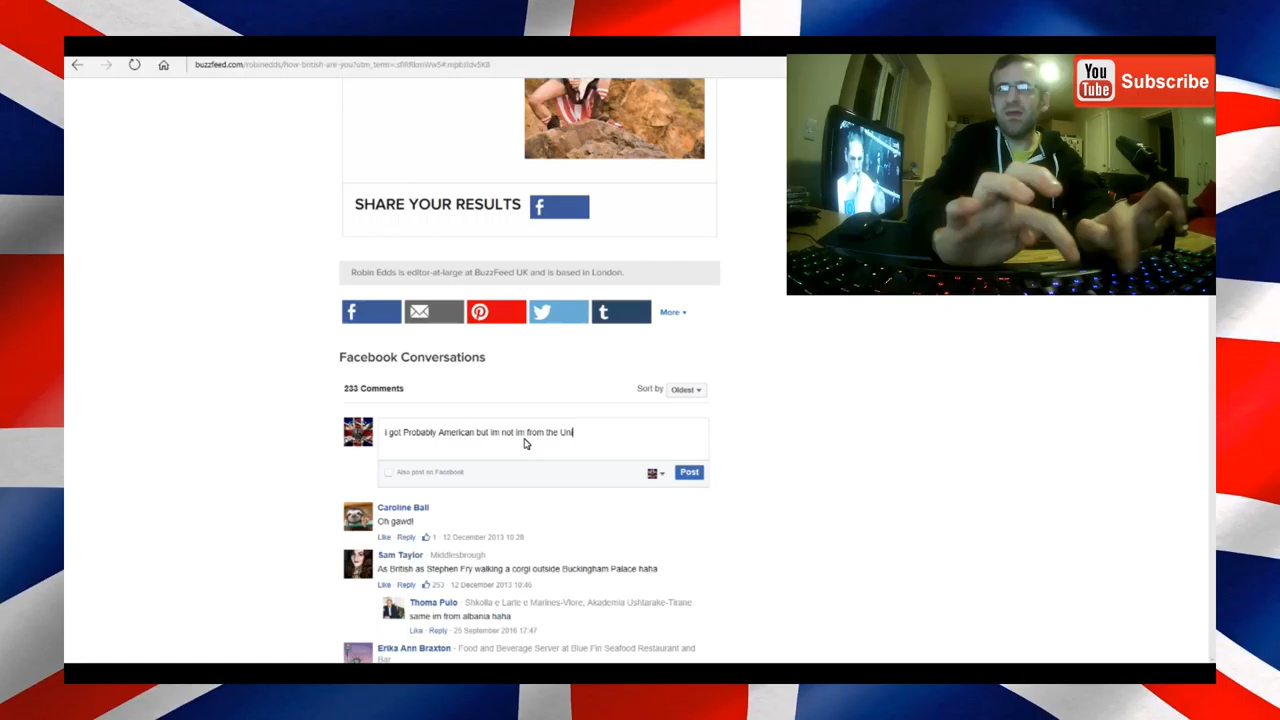 buzzfeed.com/robinedds/how-british-are-you?utm_term=
You
Tube
Subscribe
SHARE YOUR RESULTS
f
Robin Edds is editor-at-large at BuzzFeed UK and is based in London.
f
t
More
Facebook Conversations
233 Comments
Sort by Oldest
i got Probably American but im not im from the Uni
Also post on Facebook
Post
Caroline Ball
Oh gawd!
Like Reply 1 12 December 2013 10:28
Sam Taylor · Middlesbrough
As British as Stephen Fry walking a corgi outside Buckingham Palace haha
Like Reply 253 12 December 2013 10:46
Thoma Pulo · Shkolla e Larte e Marines-Vlore, Akademia Ushtarake-Tirane
same im from albania haha
Like · Reply · 25 September 2016 17:47
Erika Ann Braxton · Food and Beverage Server at Blue Fin Seafood Restaurant and
Bar